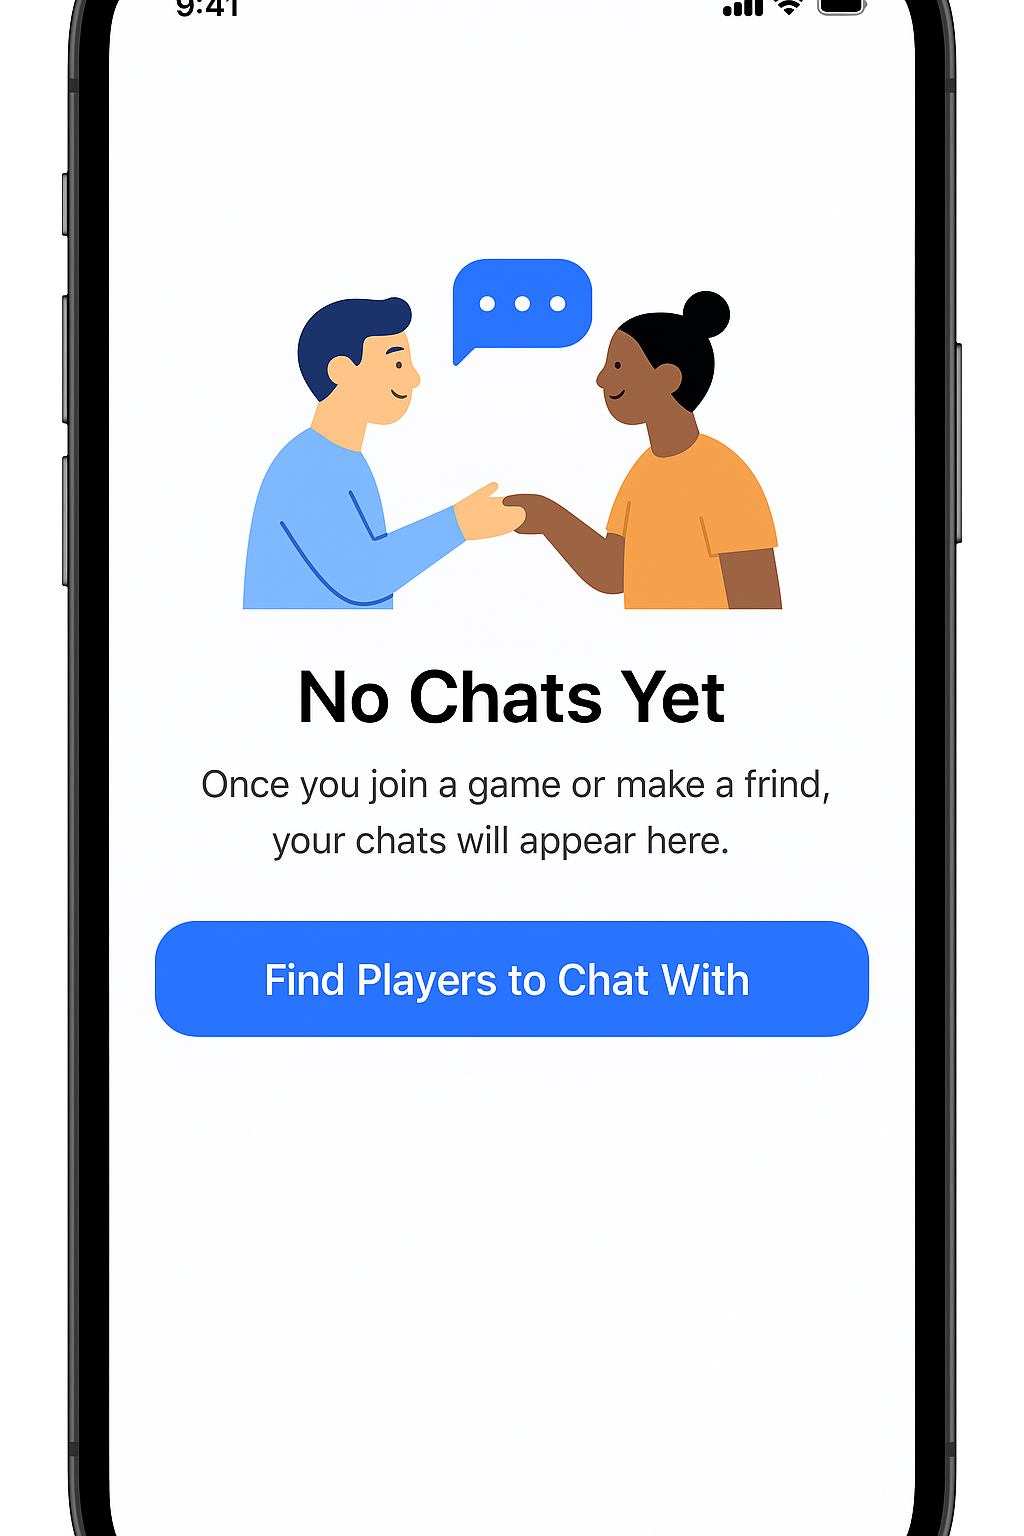 9:41
No Chats Yet
Once you join a game or make a frind,
your chats will appear here.
Find Players to Chat With